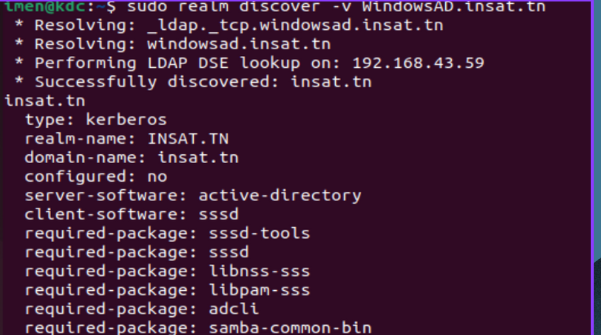 imen@kdc:~$ sudo realm discover -v WindowsAD.insat.tn
* Resolving: _ldap._tcp.windowsad.insat.tn
* Resolving: windowsad.insat.tn
* Performing LDAP DSE lookup on: 192.168.43.59
* Successfully discovered: insat.tn
insat.tn
type: kerberos
realm-name: INSAT.TN
domain-name: insat.tn
configured: no
server-software: active-directory
client-software: sssd
required-package: sssd-tools
required-package: sssd
required-package: libnss-sss
required-package: libpam-sss
required-package: adcli
required-package: samba-common-bin